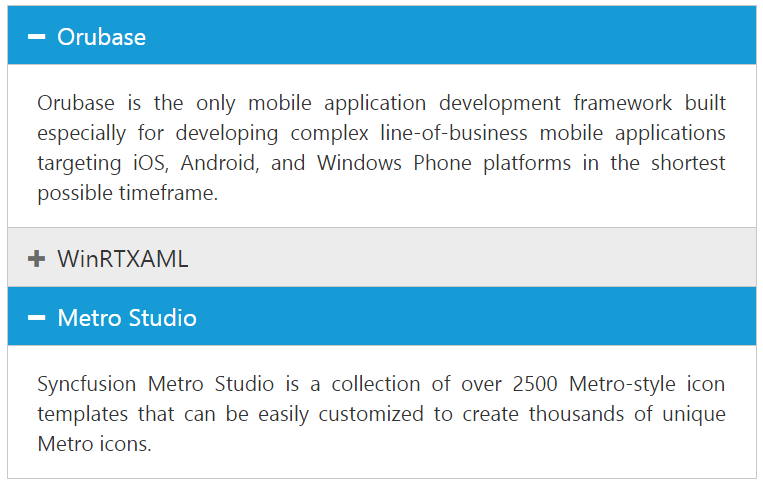 Orubase
Orubase is the only mobile application development framework built
especially for developing complex line-of-business mobile applications
targeting iOS, Android, and Windows Phone platforms in the shortest
possible timeframe.
WinRTXAML
Metro Studio
Syncfusion Metro Studio is a collection of over 2500 Metro-style icon
templates that can be easily customized to create thousands of unique
Metro icons.